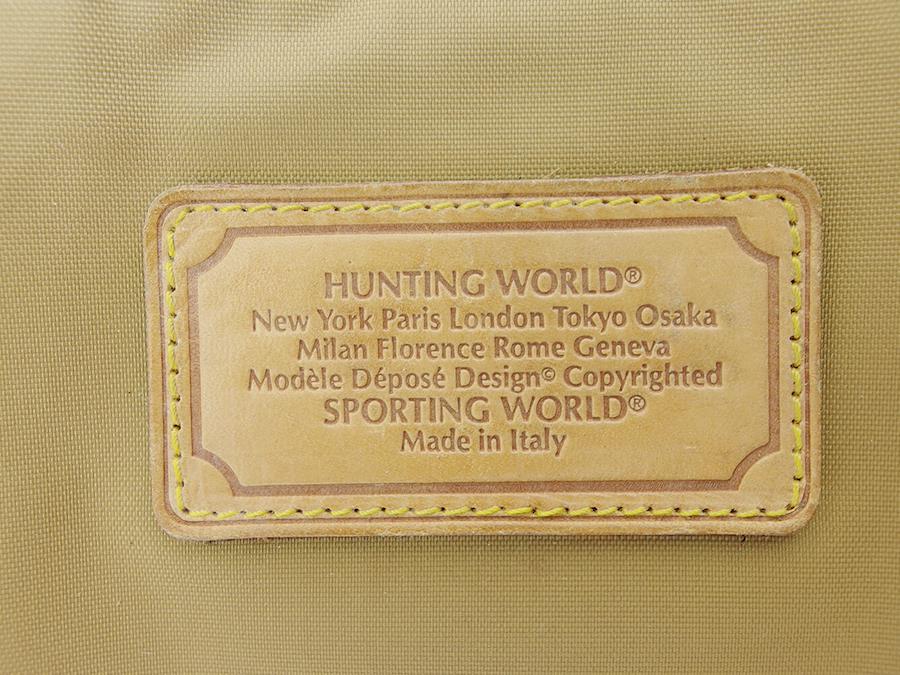 HUNTING WORLD®
New York Paris London Tokyo Osaka
Milan Florence Rome Geneva
Modèle Déposé Design© Copyrighted
SPORTING WORLD®
Made in Italy